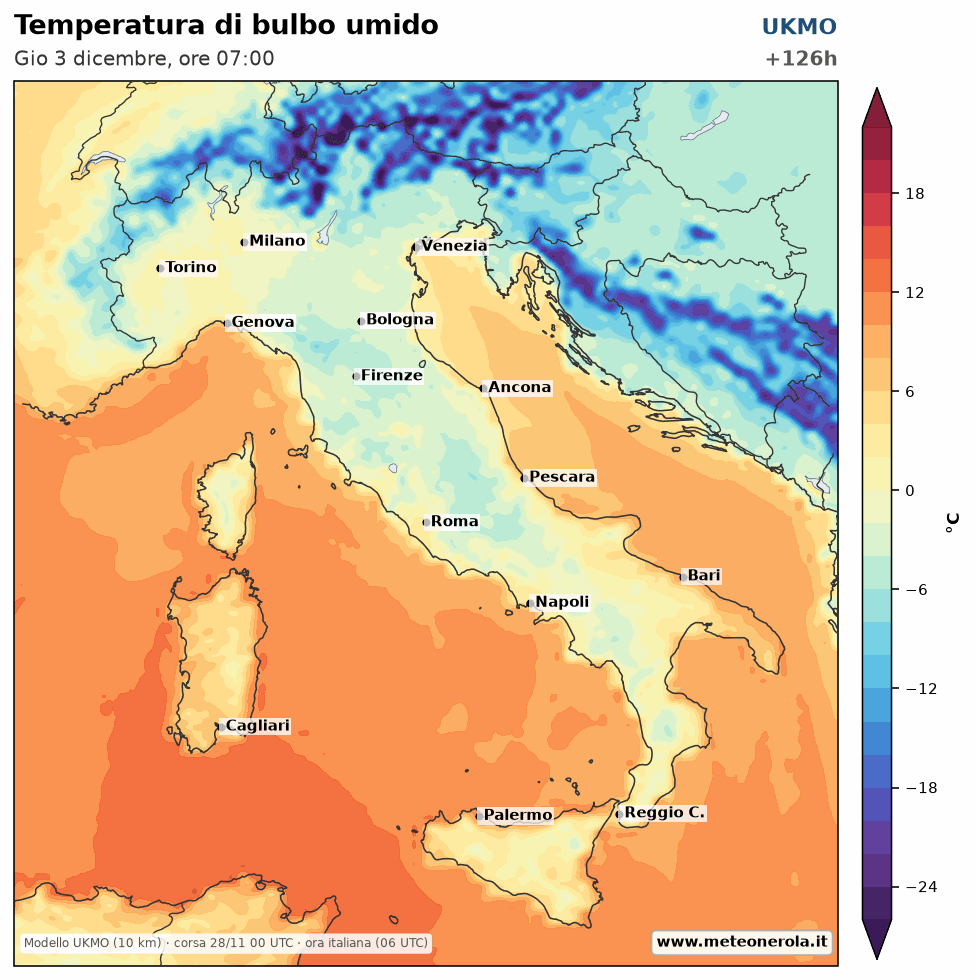 Temperatura di bulbo umido
UKMO
Gio 3 dicembre, ore 07:00
+126h
18
12
6
0
−6
−12
−18
−24
°C
Milano
Venezia
Torino
Genova
Bologna
Firenze
Ancona
Pescara
Roma
Bari
Napoli
Cagliari
Palermo
Reggio C.
Modello UKMO (10 km) · corsa 28/11 00 UTC · ora italiana (06 UTC)
www.meteonerola.it